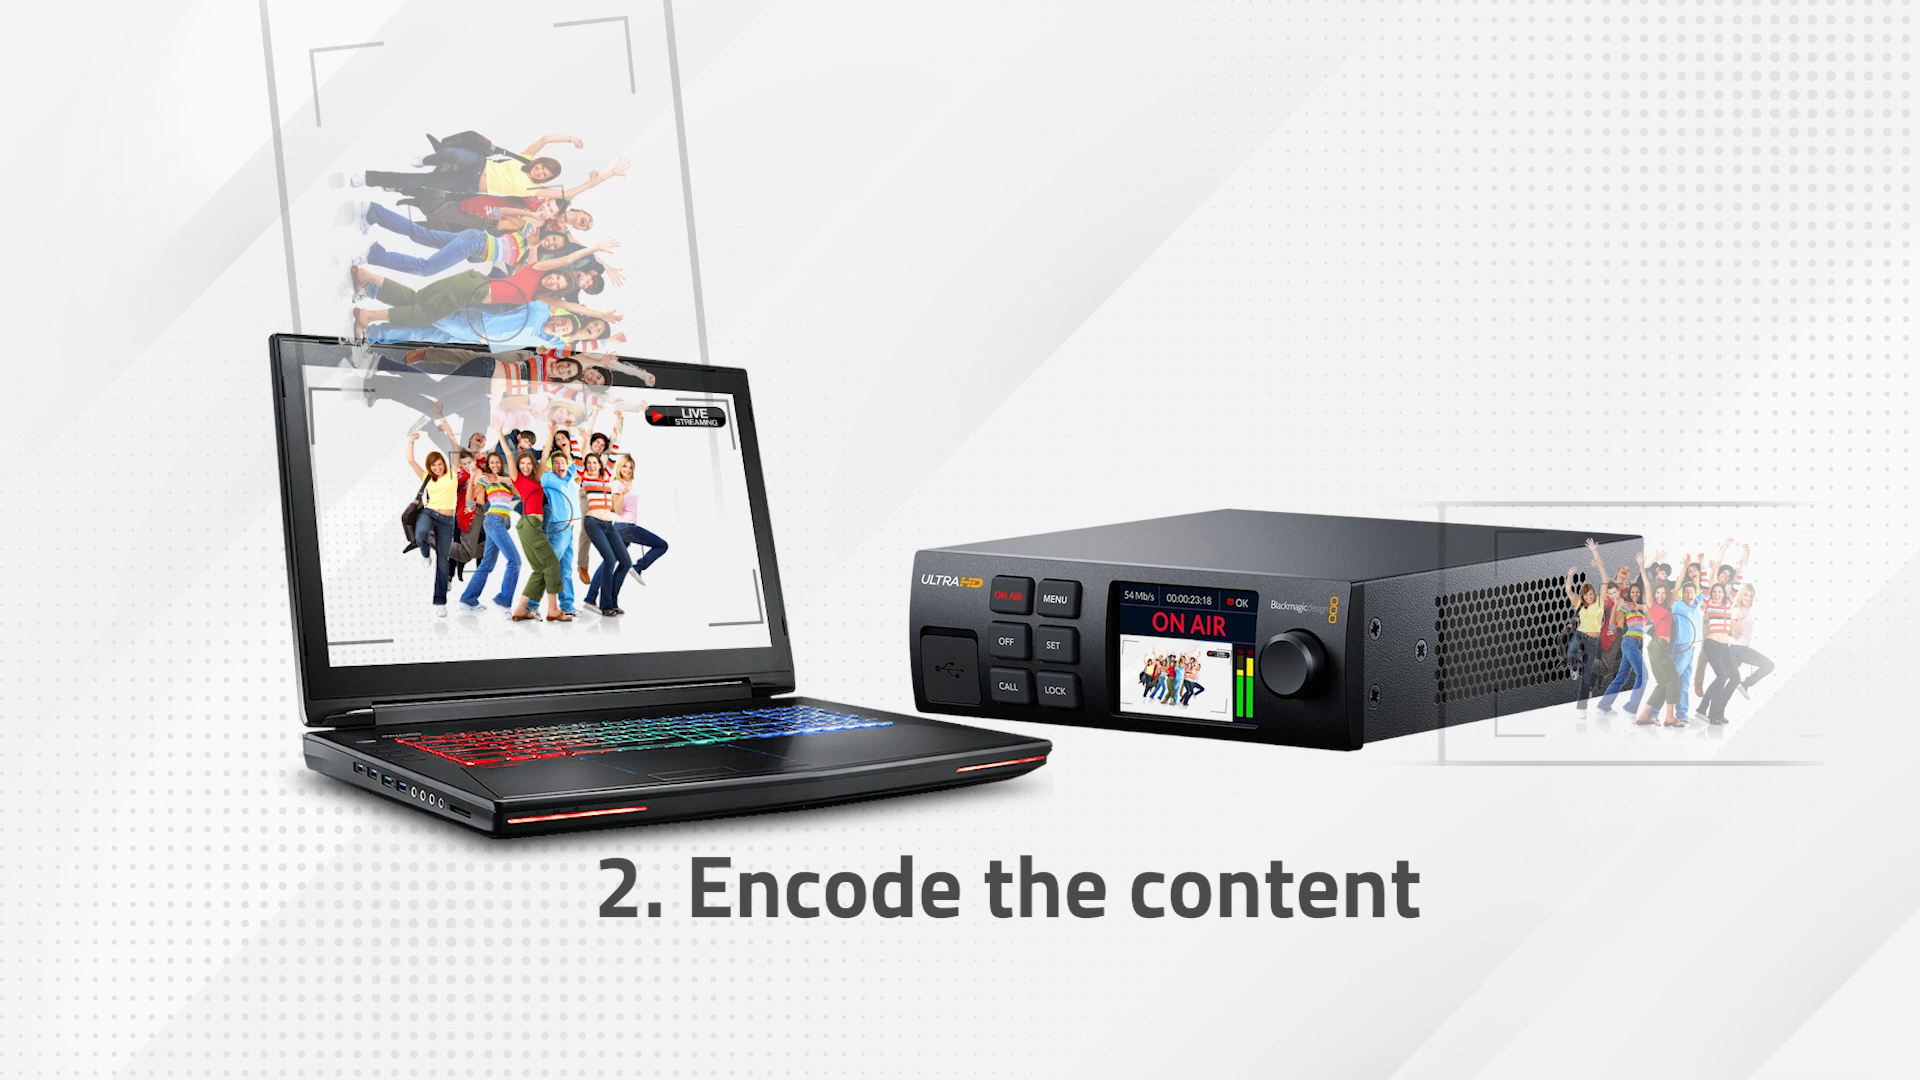 LIVE
STREAMING
ULTRA HD
ON AIR
MENU
OFF
SET
CALL
LOCK
54 Mb/s
00:00:23:18
OK
ON AIR
Blackmagicdesign
2. Encode the content